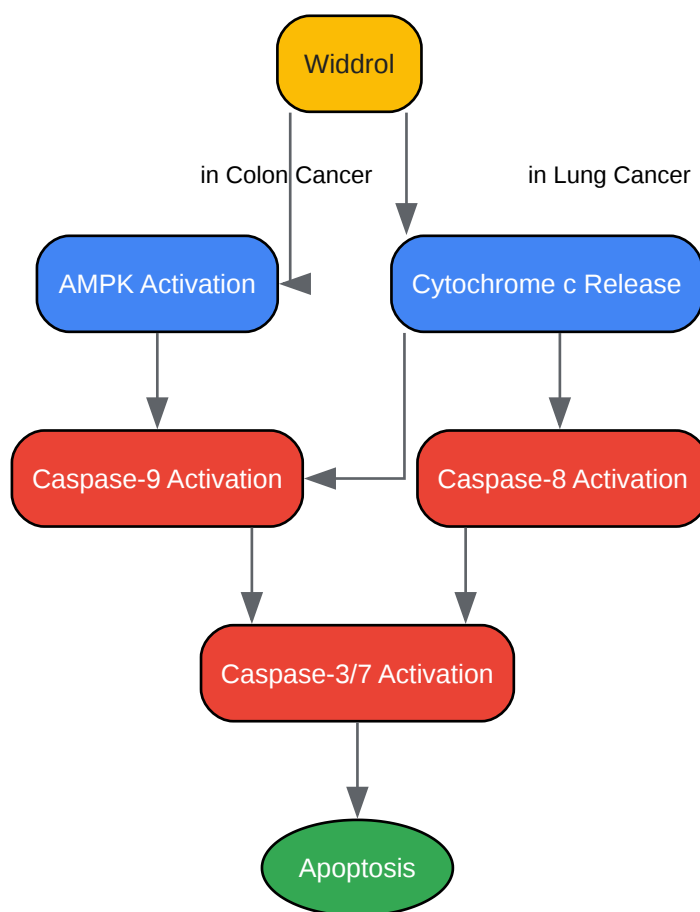 Widdrol
in Colon Cancer
in Lung Cancer
AMPK Activation
Cytochrome c Release
Caspase-9 Activation
Caspase-8 Activation
Caspase-3/7 Activation
Apoptosis